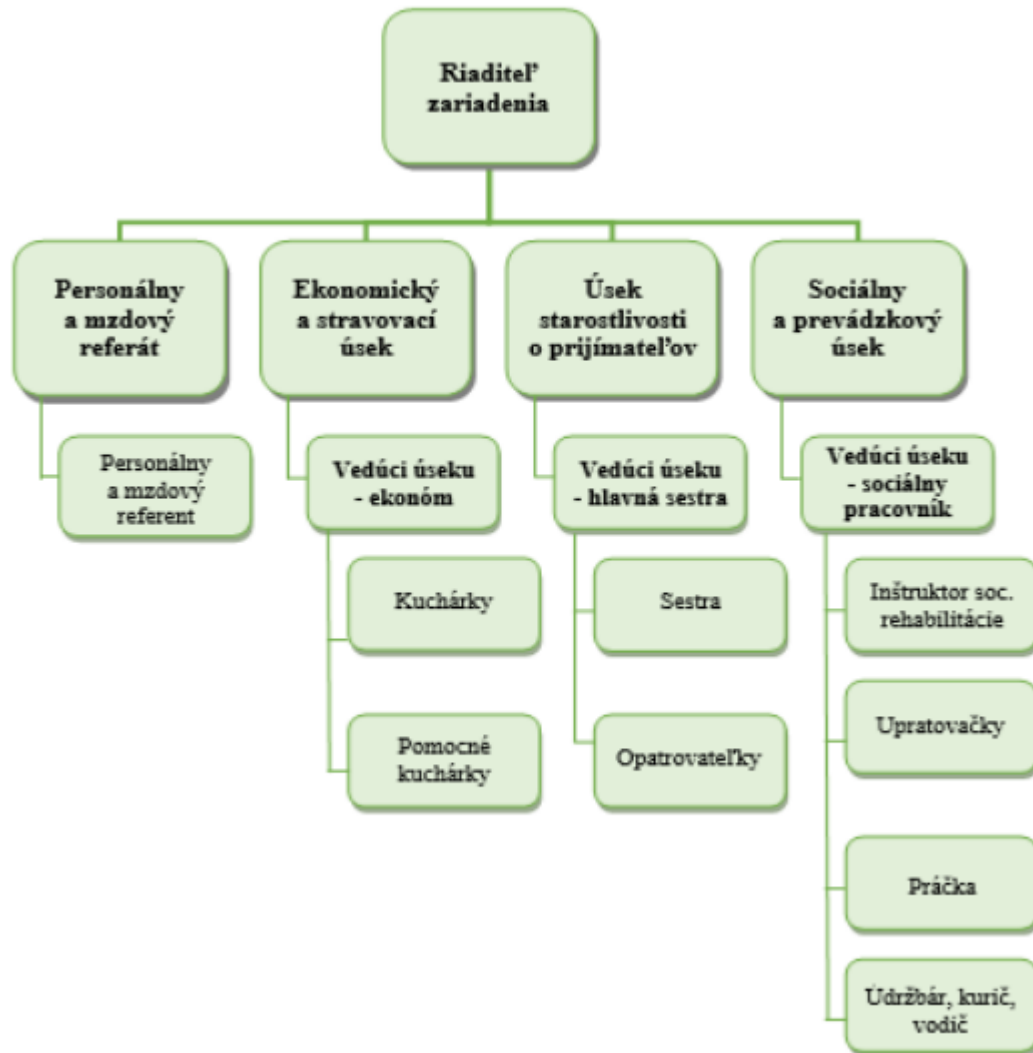 Riaditeľ
zariadenia
Personálny
a mzdový
referát
Ekonomický
a stravovací
úsek
Úsek
starostlivosti
o prijímateľov
Sociálny
a prevádzkový
úsek
Personálny
a mzdový
referent
Vedúci úseku
- ekonóm
Vedúci úseku
- hlavná sestra
Vedúci úseku
- sociálny
pracovník
Kuchárky
Sestra
Inštruktor soc.
rehabilitácie
Pomocné
kuchárky
Opatrovateľky
Upratovačky
Práčka
Údržbár, kurič,
vodič